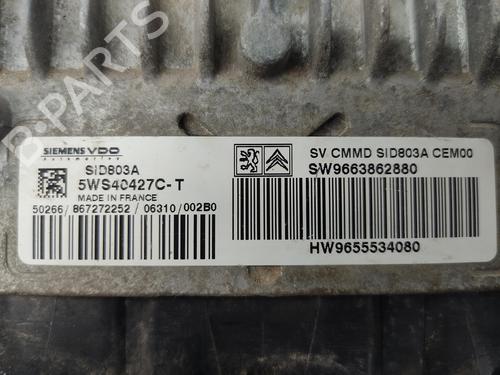 B-PARTS
SIEMENS VDO
Automotive
SID803A
5WS40427C-T
MADE IN FRANCE
50266/867272252/06310/002B0
SV CMMD SID803A CEM00
SW9663862880
HW9655534080